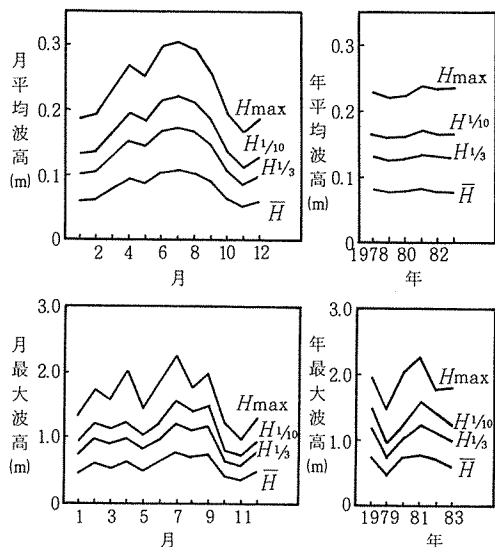 月平均波高(m)
0.3
0.2
0.1
0.0
Hmax
H1/10
H1/3
H̅
2 4 6 8 10 12
月
年平均波高(m)
0.3
0.2
0.1
0.0
Hmax
H1/10
H1/3
H̅
1978 80 82
年
月最大波高(m)
3.0
2.0
1.0
0.0
Hmax
H1/10
H1/3
H̅
1 3 5 7 9 11
月
年最大波高(m)
3.0
2.0
1.0
0.0
Hmax
H1/10
H1/3
H̅
1979 81 83
年